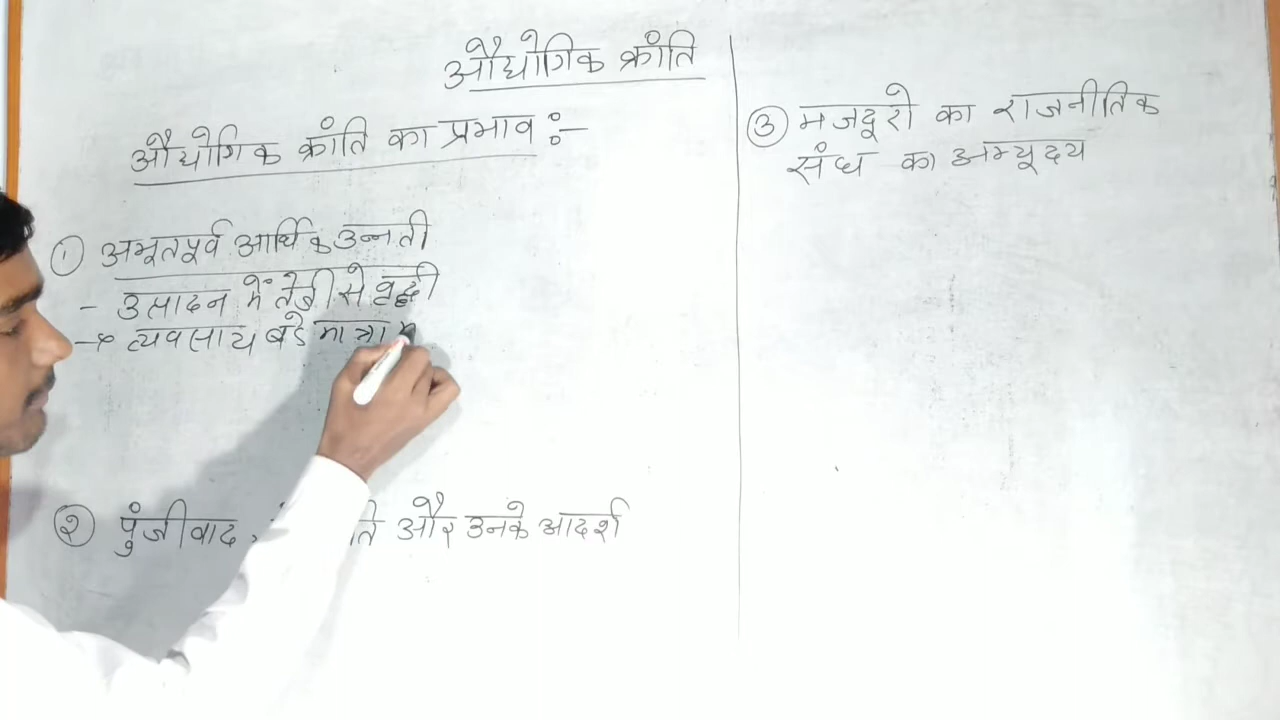 औद्योगिक क्रांति
औद्योगिक क्रांति का प्रभाव :-
① अभूतपूर्व आर्थिक उन्नती
- उत्पादन में तेजी से वृद्धी
→ व्यवसाय बडे मात्रा
② पुंजीवाद, और उनके आदर्श
③ मजदूरो का राजनीतिक
संघ का अभ्यूदय